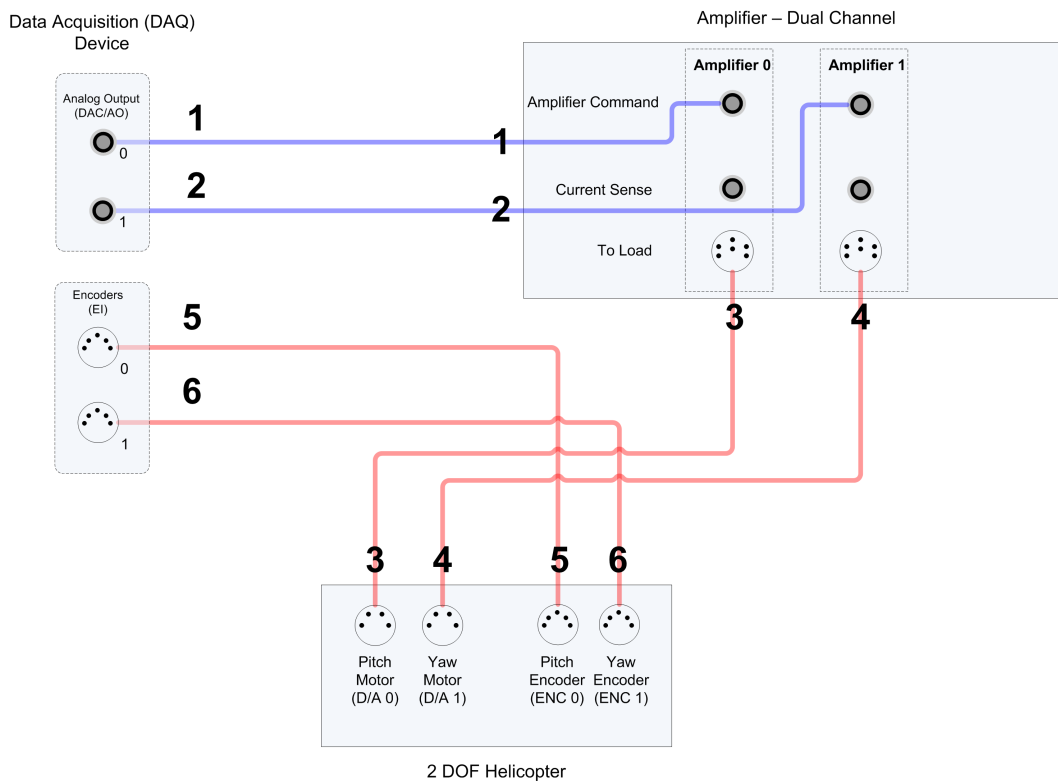 Data Acquisition (DAQ)
Device
Amplifier – Dual Channel
Analog Output
(DAC/AO)
0
1
1
2
1
2
Amplifier 0
Amplifier 1
Amplifier Command
Current Sense
To Load
Encoders
(EI)
0
1
5
6
3
4
3
4
5
6
Pitch
Motor
(D/A 0)
Yaw
Motor
(D/A 1)
Pitch
Encoder
(ENC 0)
Yaw
Encoder
(ENC 1)
2 DOF Helicopter